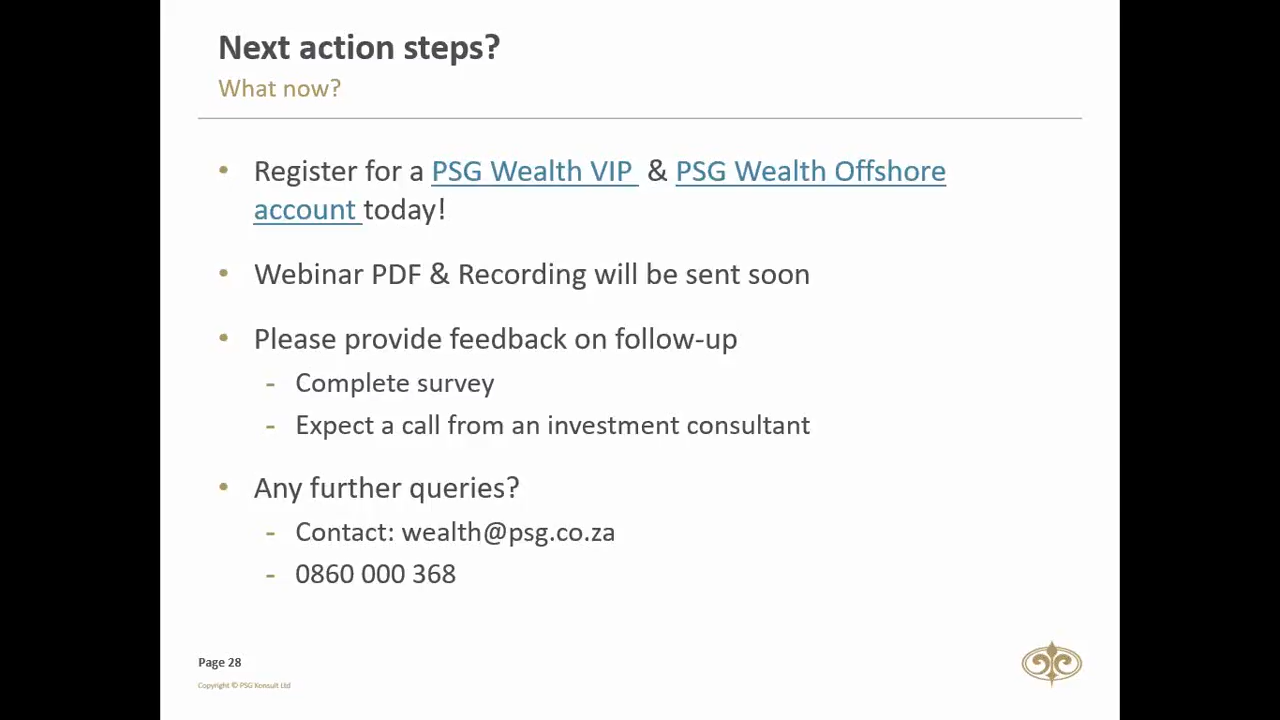 Next action steps?
What now?
• Register for a PSG Wealth VIP & PSG Wealth Offshore
account today!
• Webinar PDF & Recording will be sent soon
• Please provide feedback on follow-up
- Complete survey
- Expect a call from an investment consultant
• Any further queries?
- Contact: wealth@psg.co.za
- 0860 000 368
Page 28
Copyright © PSG Konsult Ltd